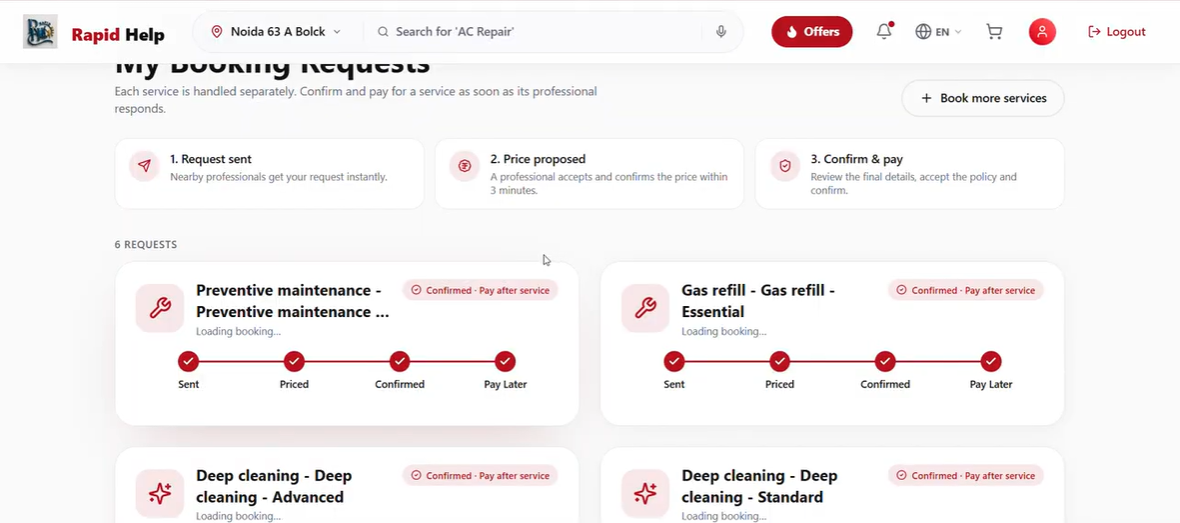 Rapid Help
Noida 63 A Bolck
Search for 'AC Repair'
Offers
EN
Logout
My Booking Requests
Each service is handled separately. Confirm and pay for a service as soon as its professional
responds.
+ Book more services
1. Request sent
Nearby professionals get your request instantly.
2. Price proposed
A professional accepts and confirms the price within
3 minutes.
3. Confirm & pay
Review the final details, accept the policy and
confirm.
6 REQUESTS
Preventive maintenance -
Preventive maintenance ...
Confirmed · Pay after service
Loading booking...
Sent
Priced
Confirmed
Pay Later
Gas refill - Gas refill -
Essential
Confirmed · Pay after service
Loading booking...
Sent
Priced
Confirmed
Pay Later
Deep cleaning - Deep
cleaning - Advanced
Confirmed · Pay after service
Loading booking...
Deep cleaning - Deep
cleaning - Standard
Confirmed · Pay after service
Loading booking...